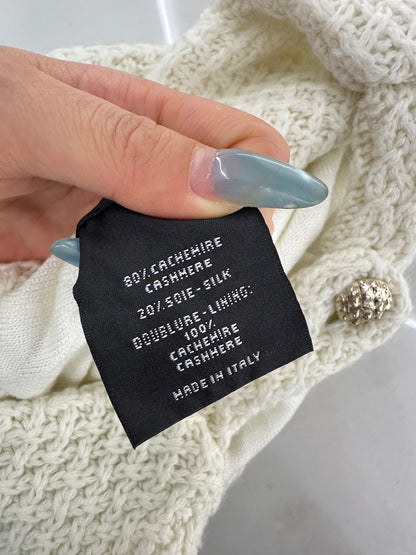 80% CACHEMIRE
CASHMERE
20% SOIE - SILK
DOUBLURE - LINING:
100%
CACHEMIRE
CASHMERE
MADE IN ITALY